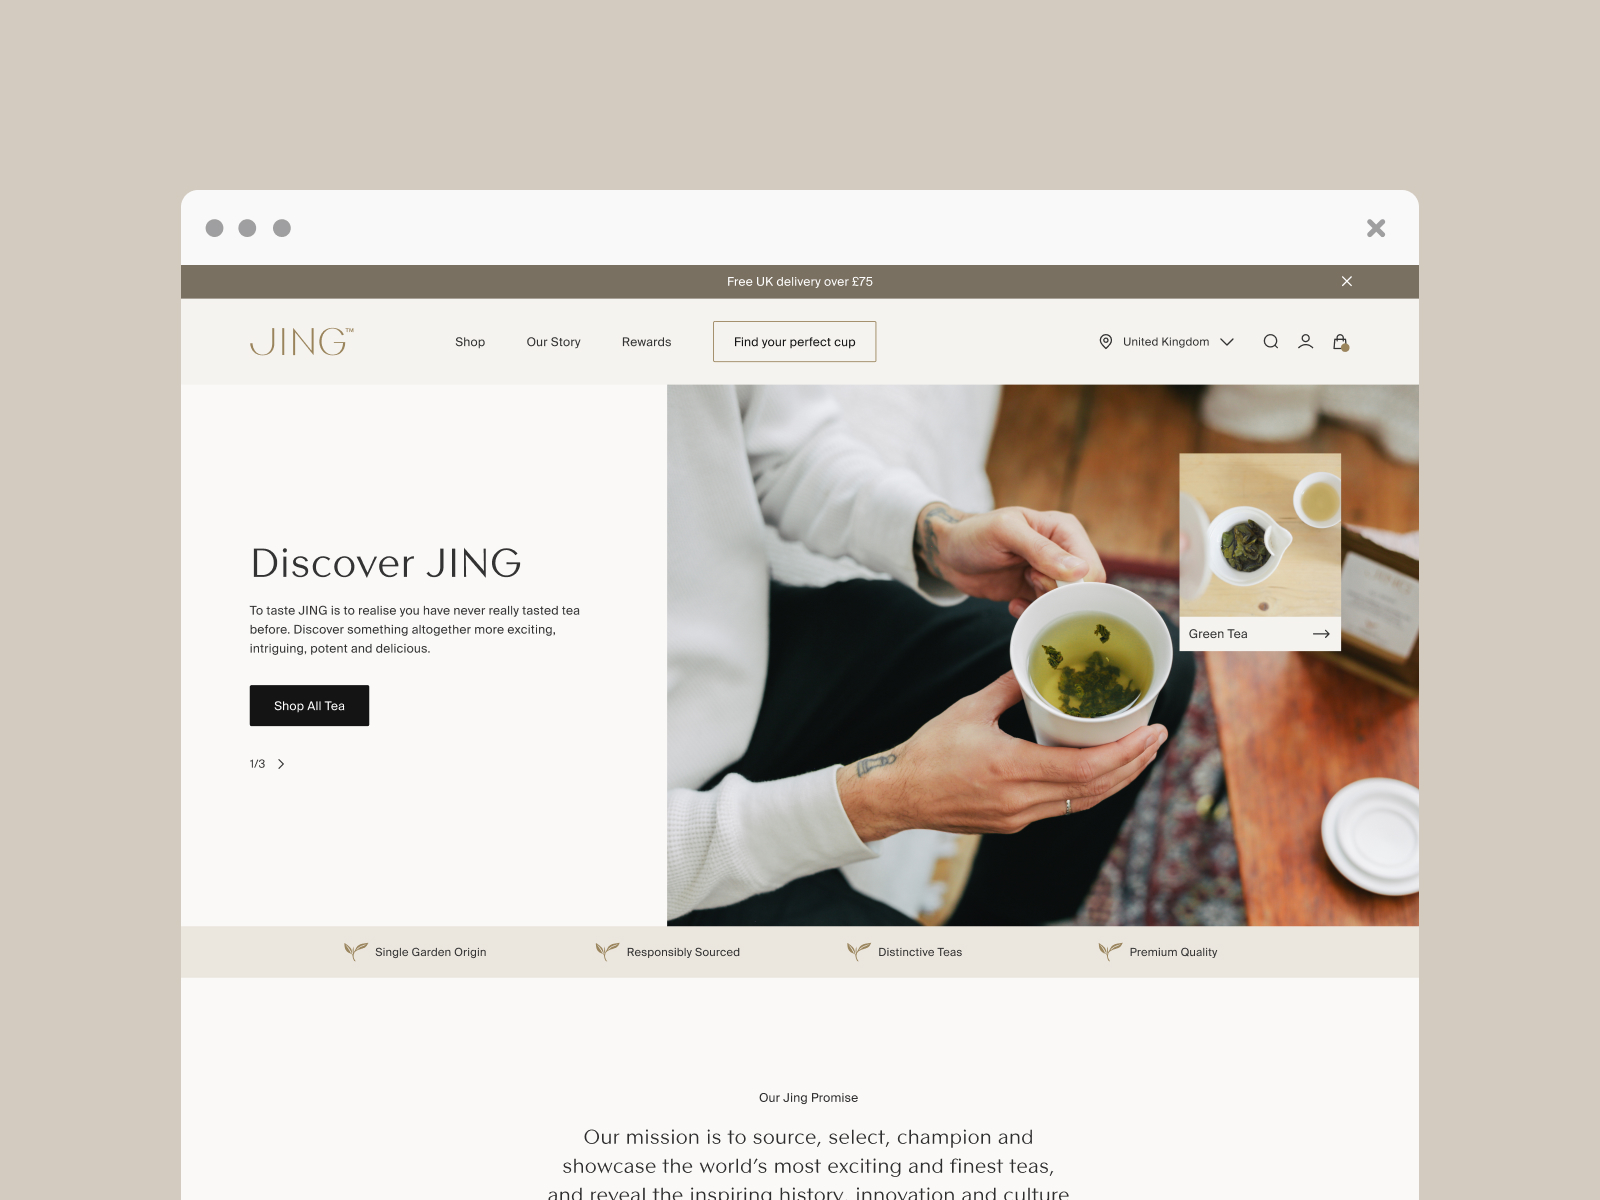 Free UK delivery over £75
JING™
Shop
Our Story
Rewards
Find your perfect cup
United Kingdom
Discover JING
To taste JING is to realise you have never really tasted tea
before. Discover something altogether more exciting,
intriguing, potent and delicious.
Shop All Tea
1/3
Green Tea
Single Garden Origin
Responsibly Sourced
Distinctive Teas
Premium Quality
Our Jing Promise
Our mission is to source, select, champion and
showcase the world’s most exciting and finest teas,
and reveal the inspiring history, innovation and culture